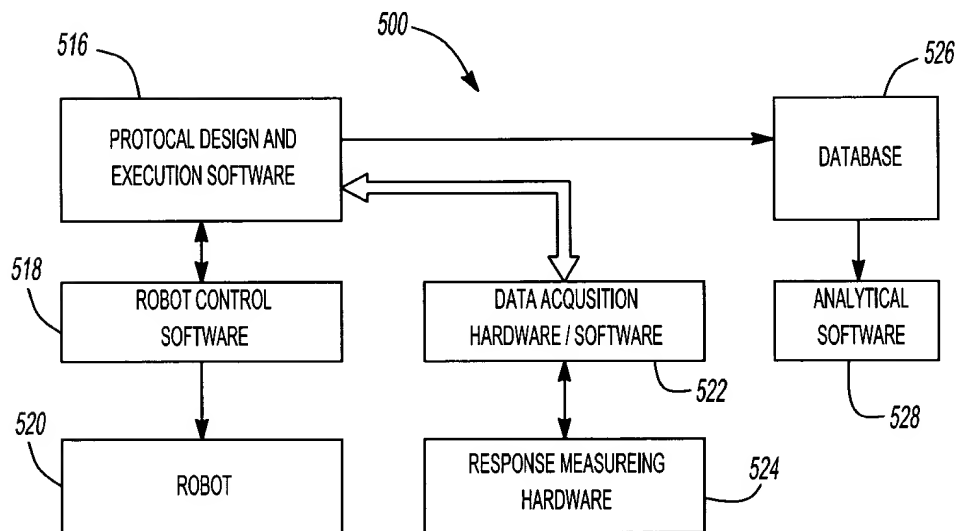 500
516
526
PROTOCAL DESIGN AND
EXECUTION SOFTWARE
DATABASE
518
ROBOT CONTROL
SOFTWARE
DATA ACQUSITION
HARDWARE / SOFTWARE
522
ANALYTICAL
SOFTWARE
528
520
ROBOT
RESPONSE MEASUREING
HARDWARE
524